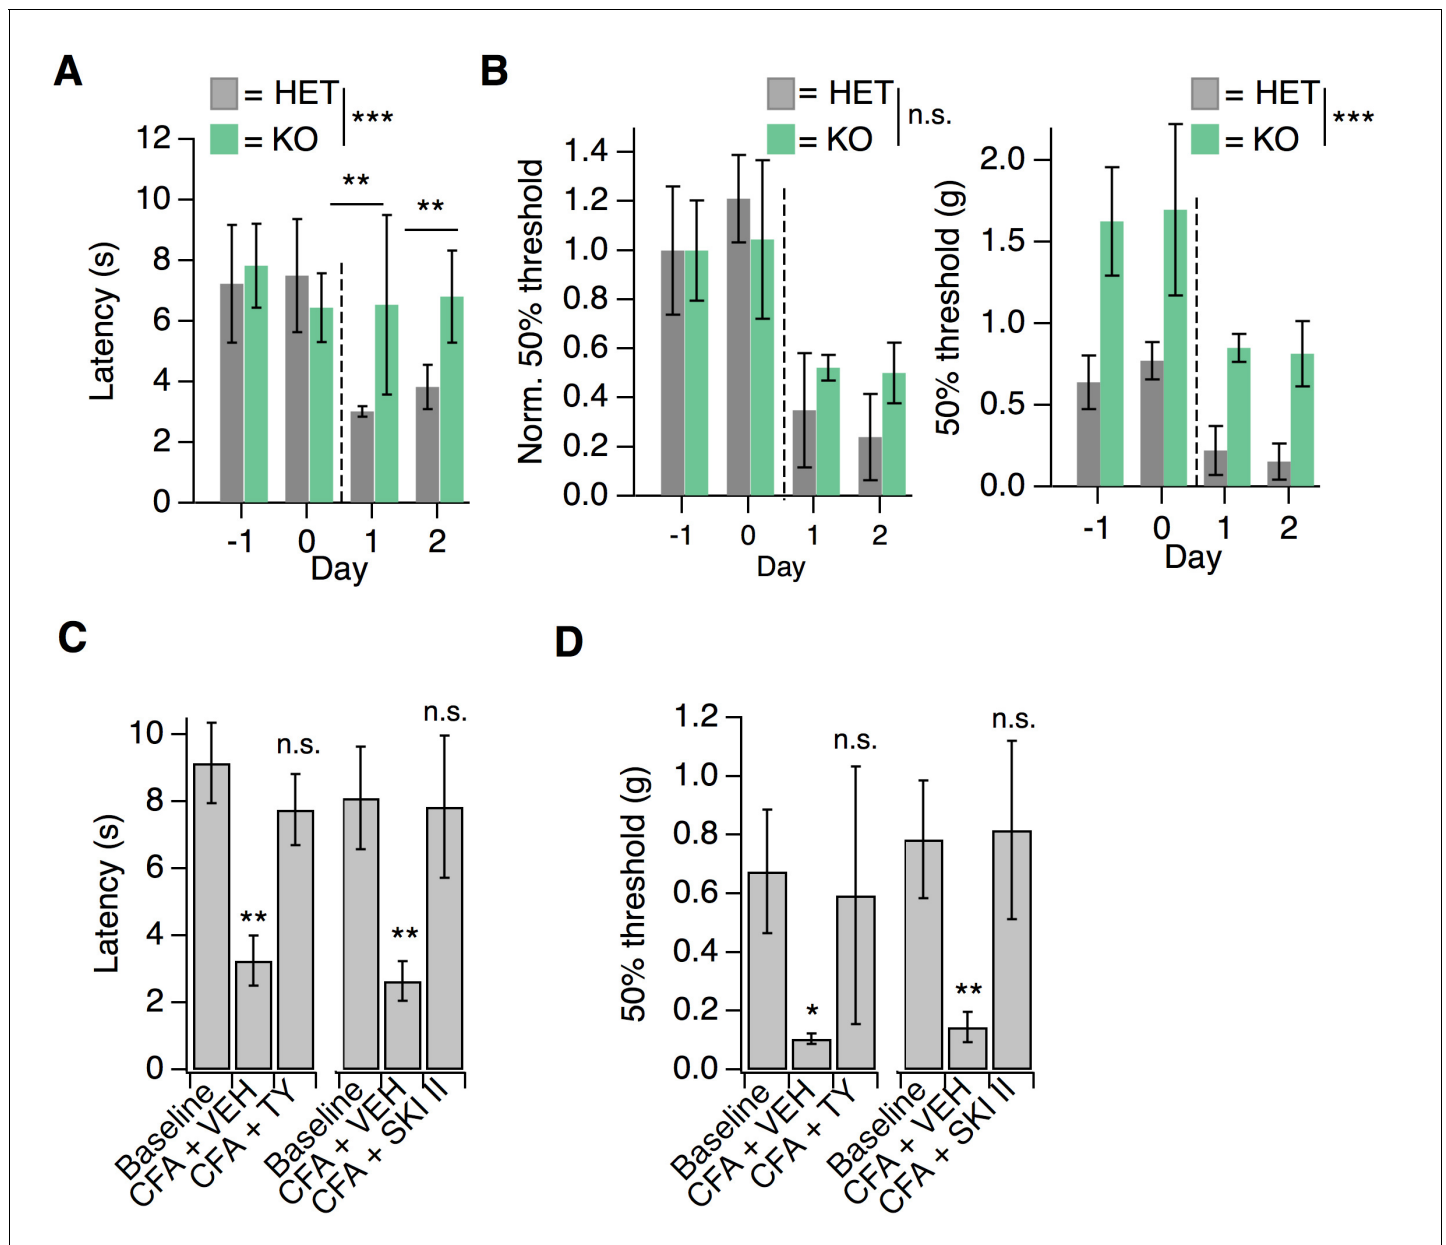 A
= HET
= KO
***
12
10
8
6
4
2
0
Latency (s)
**
**
-1 0 1 2
Day
B
= HET
= KO
n.s.
1.4
1.2
1.0
0.8
0.6
0.4
0.2
0.0
Norm. 50% threshold
-1 0 1 2
Day
= HET
= KO
***
2.0
1.5
1.0
0.5
0.0
50% threshold (g)
-1 0 1 2
Day
C
10
8
6
4
2
0
Latency (s)
**
n.s.
**
n.s.
Baseline
CFA + VEH
CFA + TY
Baseline
CFA + VEH
CFA + SKI II
D
1.2
1.0
0.8
0.6
0.4
0.2
0.0
50% threshold (g)
*
n.s.
**
n.s.
Baseline
CFA + VEH
CFA + TY
Baseline
CFA + VEH
CFA + SKI II